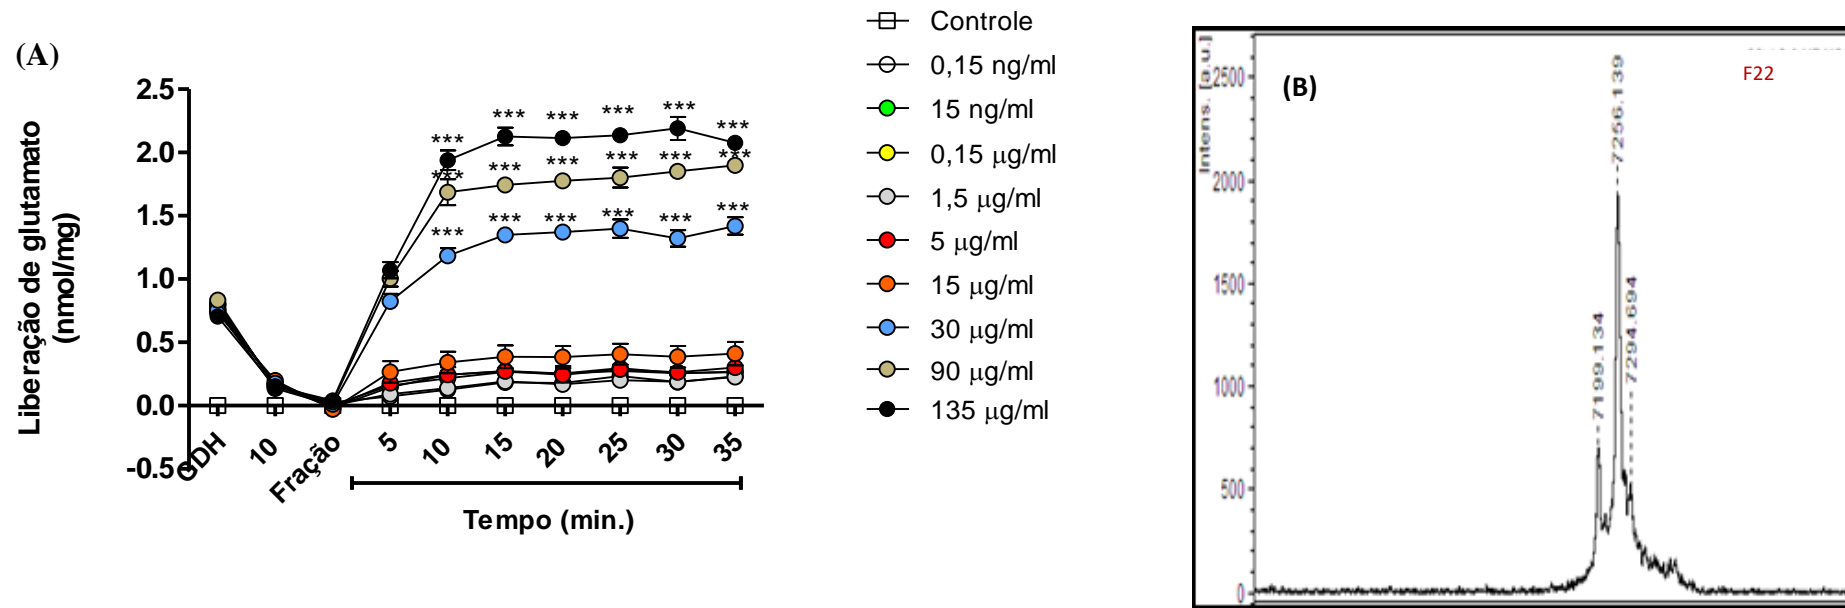 (A)
Liberação de glutamato
(nmol/mg)
2.5
2.0
1.5
1.0
0.5
0.0
-0.5
*** *** *** *** *** ***
*** *** *** *** *** ***
*** *** *** *** *** ***
GDH 10 Fração 5 10 15 20 25 30 35
Tempo (min.)
Controle
0,15 ng/ml
15 ng/ml
0,15 μg/ml
1,5 μg/ml
5 μg/ml
15 μg/ml
30 μg/ml
90 μg/ml
135 μg/ml
(B)
F22
Intens. [a.u.]
2500
2000
1500
1000
500
0
7199.134
7256.139
7294.694